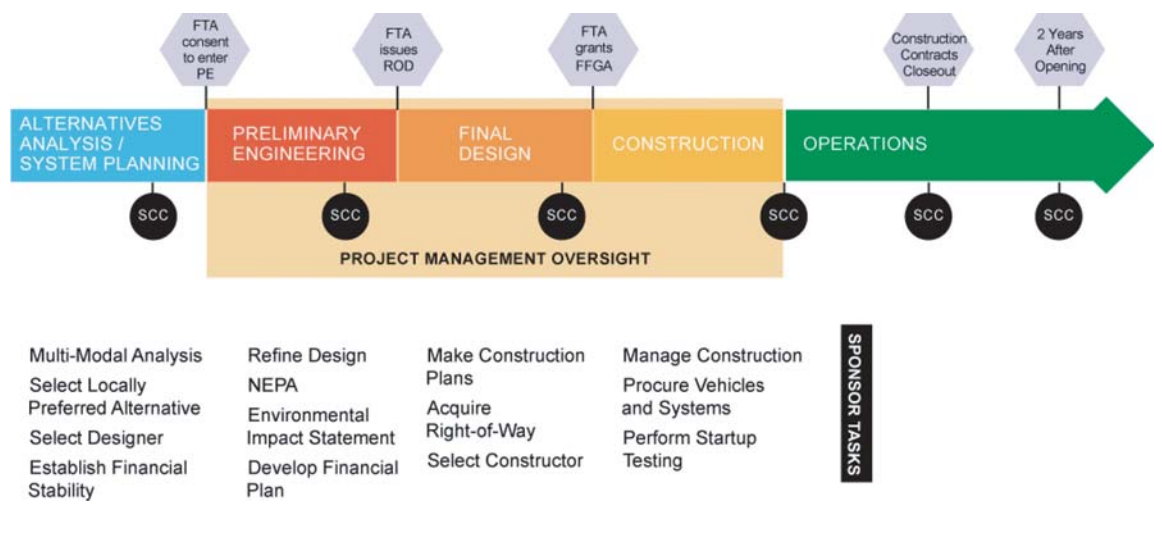 FTA
consent
to enter
PE
FTA
issues
ROD
FTA
grants
FFGA
Construction
Contracts
Closeout
2 Years
After
Opening
ALTERNATIVES
ANALYSIS /
SYSTEM PLANNING
PRELIMINARY
ENGINEERING
FINAL
DESIGN
CONSTRUCTION
OPERATIONS
SCC
SCC
SCC
SCC
SCC
SCC
PROJECT MANAGEMENT OVERSIGHT
Multi-Modal Analysis
Select Locally
Preferred Alternative
Select Designer
Establish Financial
Stability
Refine Design
NEPA
Environmental
Impact Statement
Develop Financial
Plan
Make Construction
Plans
Acquire
Right-of-Way
Select Constructor
Manage Construction
Procure Vehicles
and Systems
Perform Startup
Testing
SPONSOR TASKS